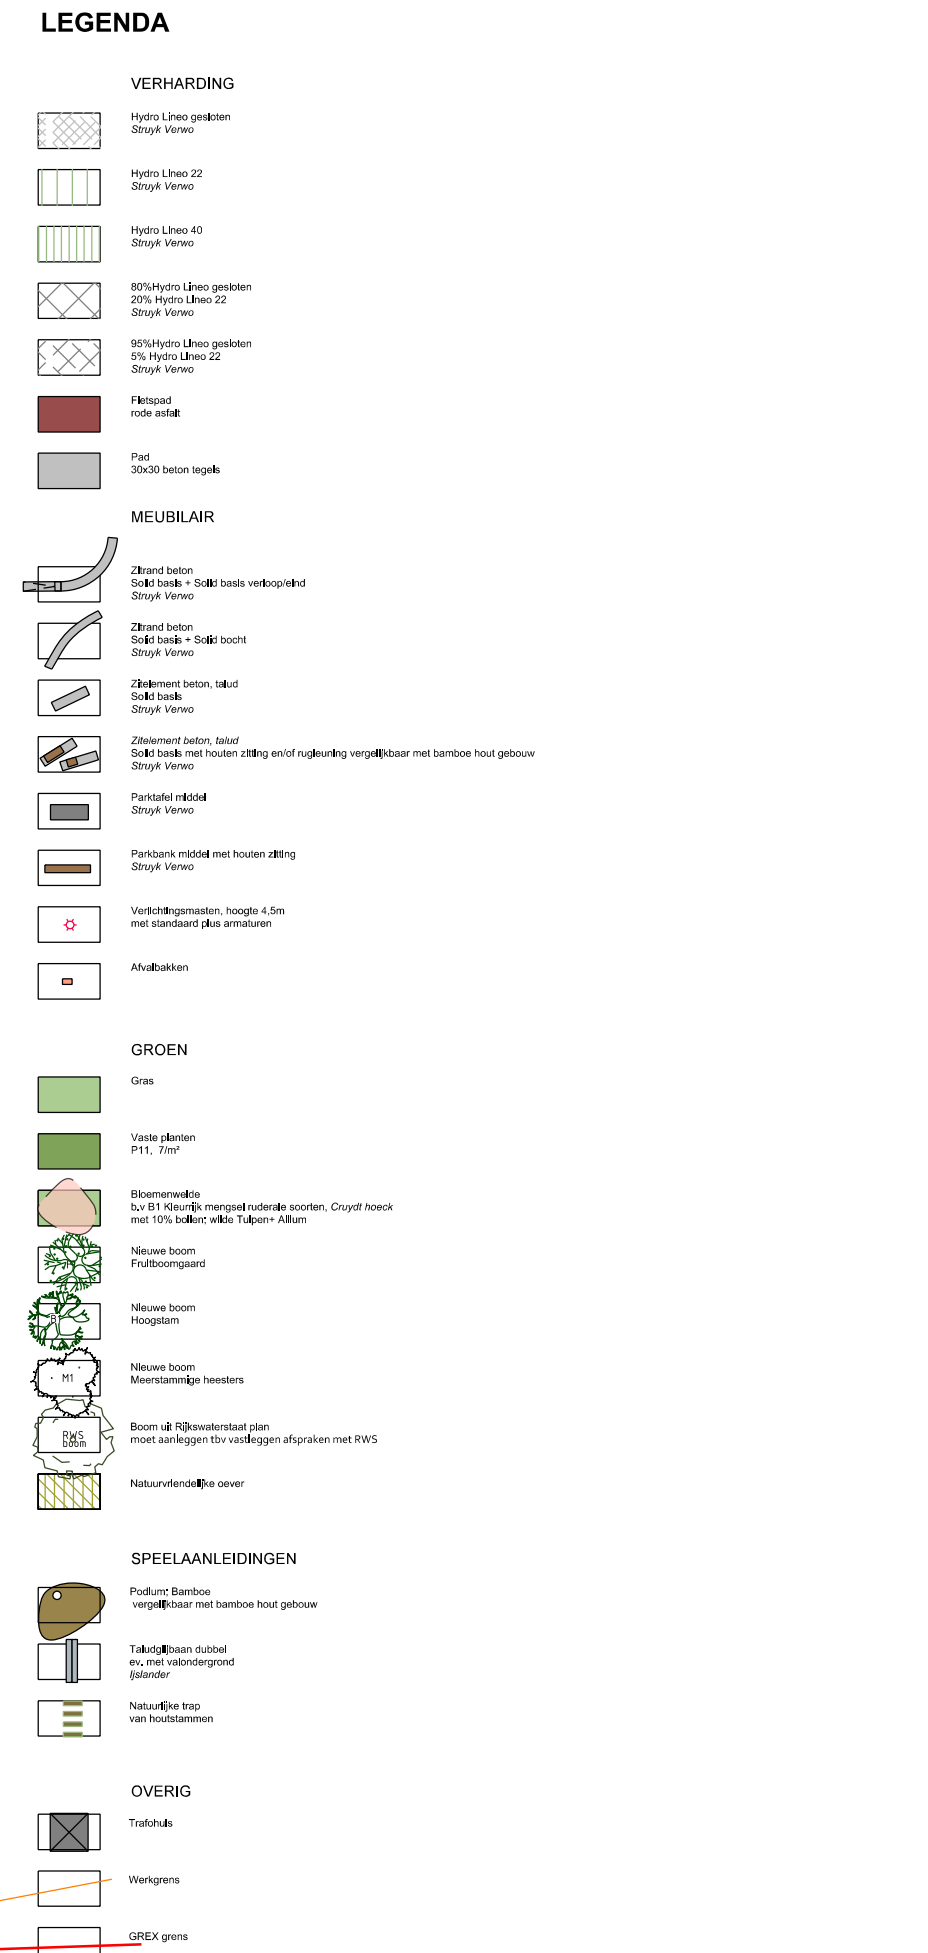 LEGENDA
VERHARDING
Hydro Lineo gesloten
Struyk Verwo
Hydro Lineo 22
Struyk Verwo
Hydro Lineo 40
Struyk Verwo
80%Hydro Lineo gesloten
20% Hydro Lineo 22
Struyk Verwo
95%Hydro Lineo gesloten
5% Hydro Lineo 22
Struyk Verwo
Fietspad
rode asfalt
Pad
30x30 beton tegels
MEUBILAIR
Zitrand beton
Solid basis + Solid basis verloop/eind
Struyk Verwo
Zitrand beton
Solid basis + Solid bocht
Struyk Verwo
Zitelement beton, talud
Solid basis
Struyk Verwo
Zitelement beton, talud
Solid basis met houten zitting en/of rugleuning vergelijkbaar met bamboe hout gebouw
Struyk Verwo
Parktafel middel
Struyk Verwo
Parkbank middel met houten zitting
Struyk Verwo
Verlichtingsmasten, hoogte 4,5m
met standaard plus armaturen
Afvalbakken
GROEN
Gras
Vaste planten
P11, 7/m²
Bloemenweide
b.v B1 Kleurrijk mengsel ruderale soorten, Cruydt hoeck
met 10% bollen; wilde Tulpen+ Allium
Nieuwe boom
Fruitboomgaard
B1
Nieuwe boom
Hoogstam
M1
Nieuwe boom
Meerstammige heesters
RWS
boom
Boom uit Rijkswaterstaat plan
moet aanleggen tbv vastleggen afspraken met RWS
Natuurvriendelijke oever
SPEELAANLEIDINGEN
Podium; Bamboe
vergelijkbaar met bamboe hout gebouw
Taludglijbaan dubbel
ev. met valondergrond
Ijslander
Natuurlijke trap
van houtstammen
OVERIG
Trafohuis
Werkgrens
GREX grens